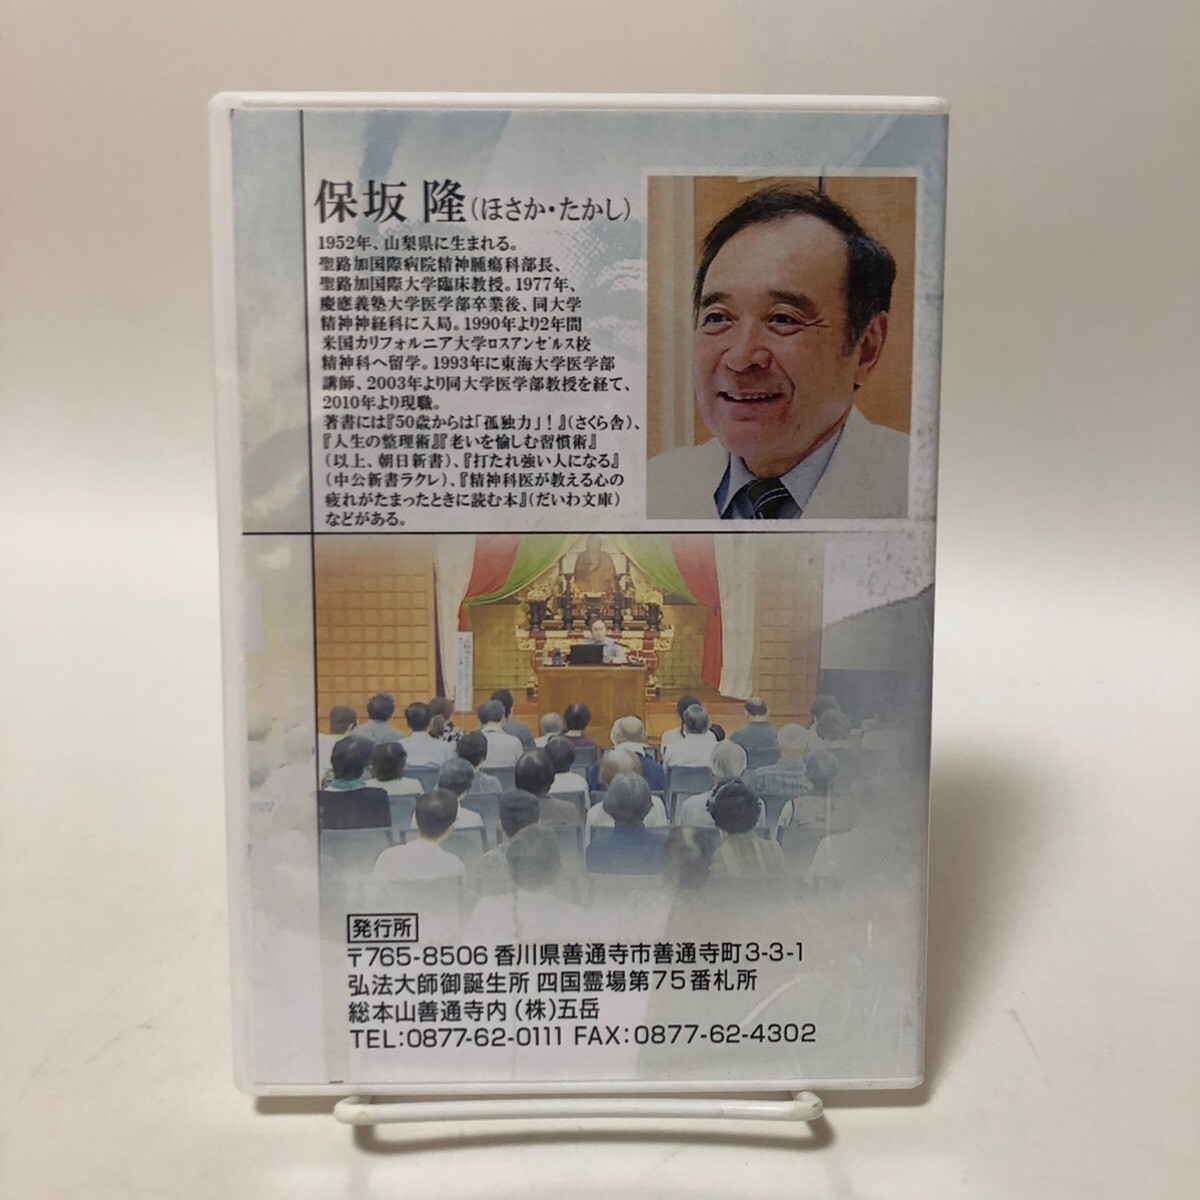 保坂 隆(ほさか・たかし)
1952年、山梨県に生まれる。
聖路加国際病院精神腫瘍科部長、
聖路加国際大学臨床教授。1977年、
慶應義塾大学医学部卒業後、同大学
精神神経科に入局。1990年より2年間
米国カリフォルニア大学ロスアンゼルス校
精神科へ留学。1993年に東海大学医学部
講師、2003年より同大学医学部教授を経て、
2010年より現職。
著書には『50歳からは「孤独力」!』(さくら舎)、
『人生の整理術』『老いを愉しむ習慣術』
(以上、朝日新書)、『打たれ強い人になる』
(中公新書ラクレ)、『精神科医が教える心の
疲れがたまったときに読む本』(だいわ文庫)
などがある。
発行所
〒765-8506 香川県善通寺市善通寺町3-3-1
弘法大師御誕生所 四国霊場第75番札所
総本山善通寺内 (株)五岳
TEL:0877-62-0111 FAX:0877-62-4302